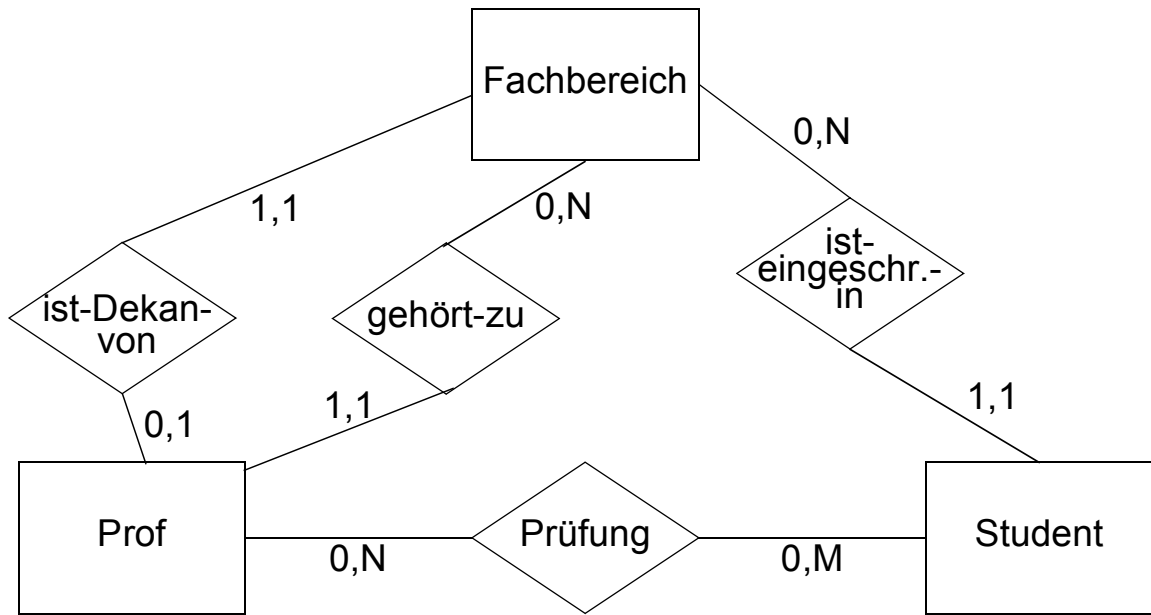 Fachbereich
0,N
1,1
0,N
ist-
eingeschr.-
in
ist-Dekan-
von
gehört-zu
0,1
1,1
1,1
Prof
0,N
Prüfung
0,M
Student